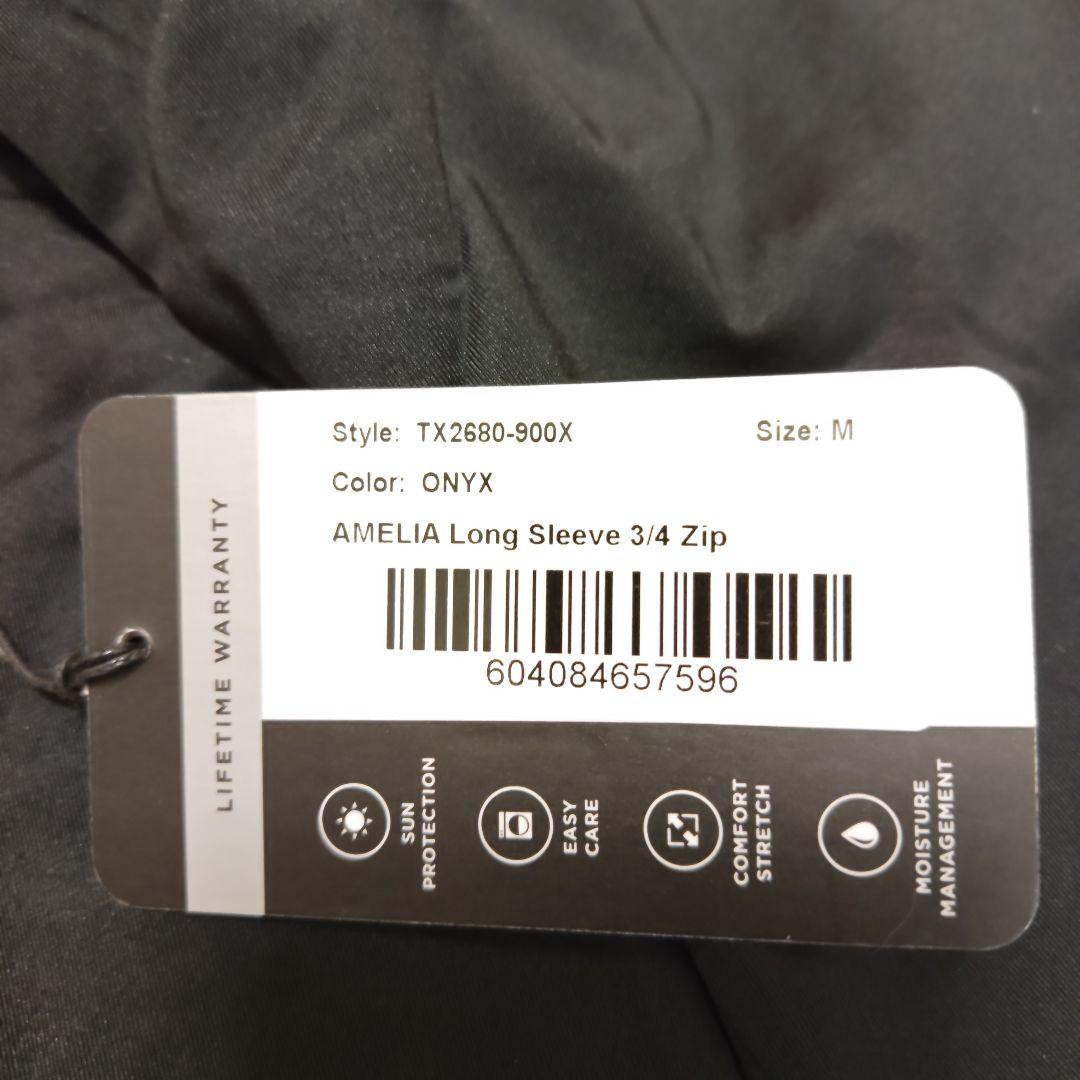 Style: TX2680-900X
Size: M
Color: ONYX
AMELIA Long Sleeve 3/4 Zip
604084657596
LIFETIME WARRANTY
SUN
PROTECTION
EASY
CARE
COMFORT
STRETCH
MOISTURE
MANAGEMENT